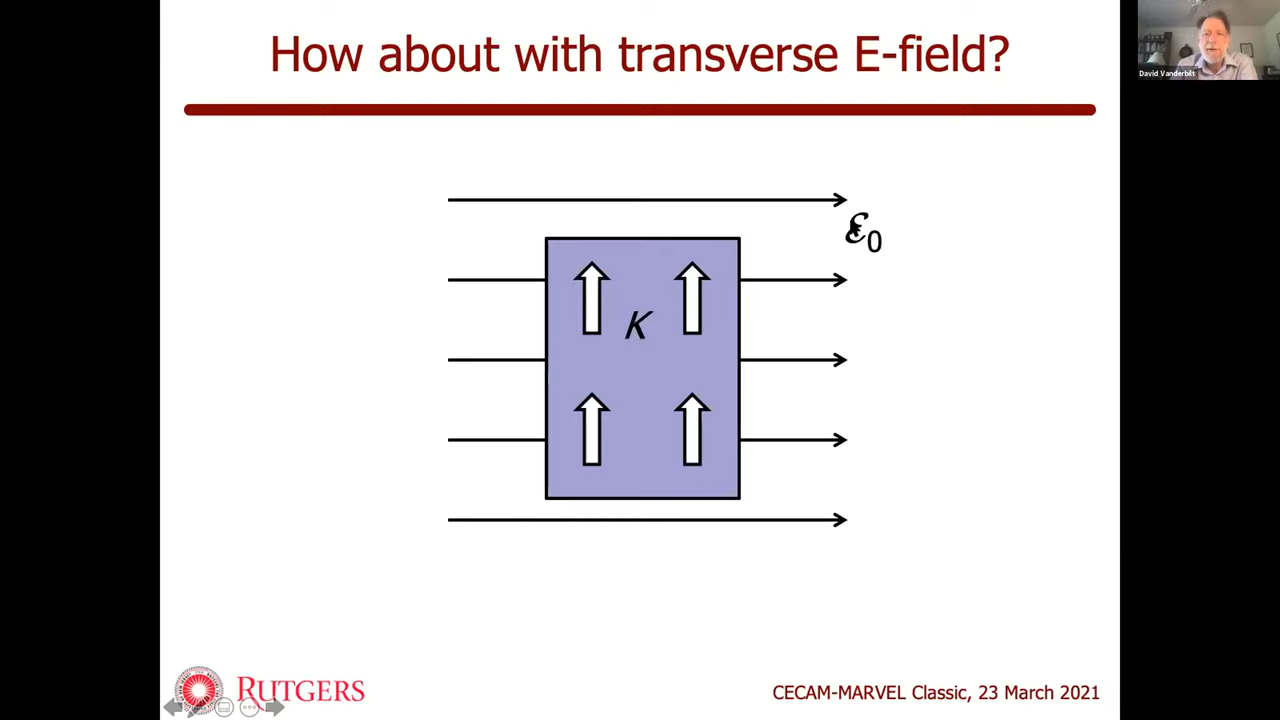 How about with transverse E-field?
David Vanderbilt
ℰ0
K
RUTGERS
CECAM-MARVEL Classic, 23 March 2021